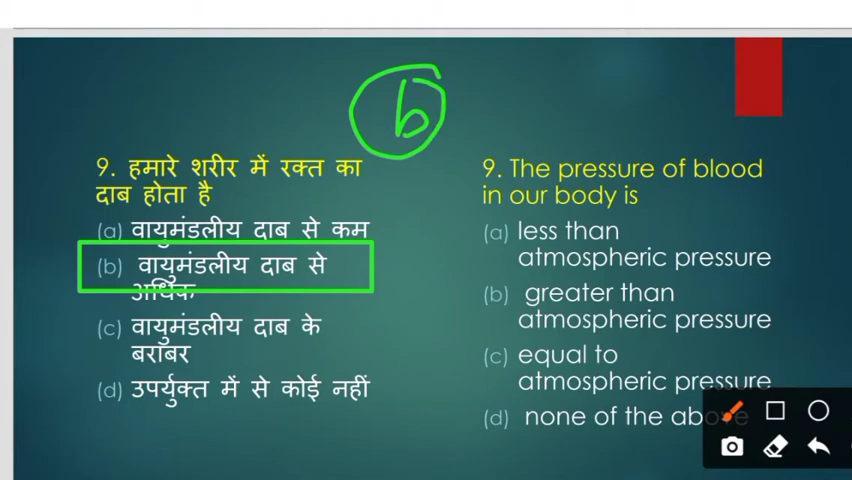 b
9. हमारे शरीर में रक्त का
दाब होता है
(a) वायुमंडलीय दाब से कम
(b) वायुमंडलीय दाब से
अधिक
(c) वायुमंडलीय दाब के
बराबर
(d) उपर्युक्त में से कोई नहीं
9. The pressure of blood
in our body is
(a) less than
atmospheric pressure
(b) greater than
atmospheric pressure
(c) equal to
atmospheric pressure
(d) none of the above